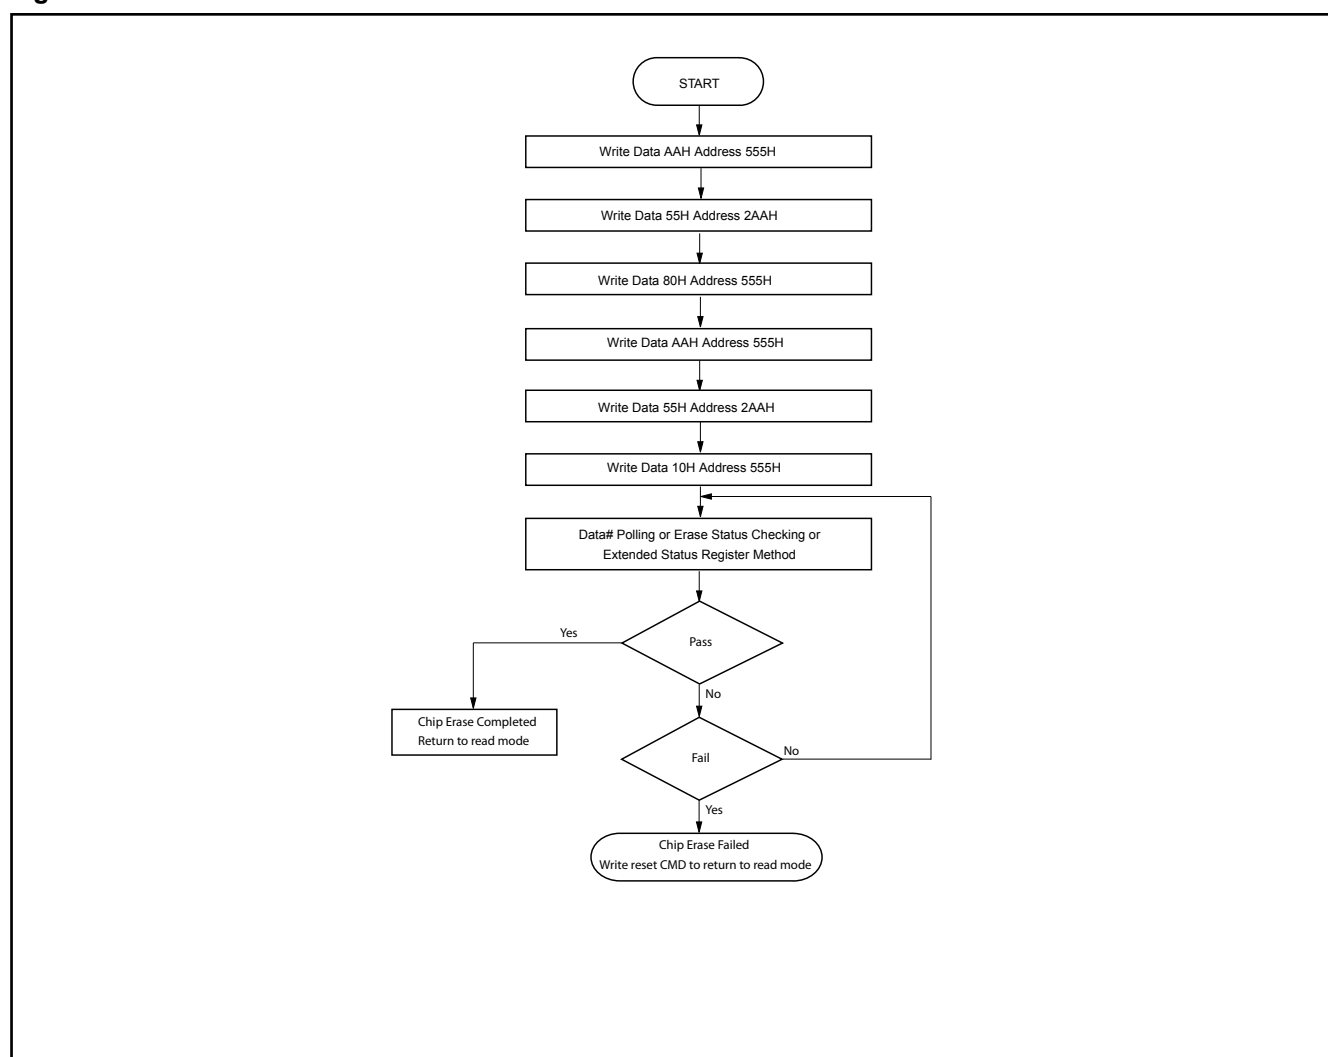 START
Write Data AAH Address 555H
Write Data 55H Address 2AAH
Write Data 80H Address 555H
Write Data AAH Address 555H
Write Data 55H Address 2AAH
Write Data 10H Address 555H
Data# Polling or Erase Status Checking or
Extended Status Register Method
Yes
Pass
No
Chip Erase Completed
Return to read mode
Fail
No
Yes
Chip Erase Failed
Write reset CMD to return to read mode